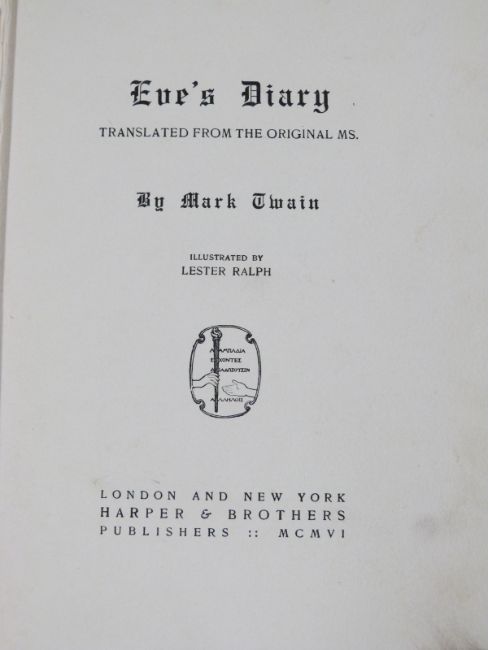 Eve's Diary
TRANSLATED FROM THE ORIGINAL MS.
By Mark Twain
ILLUSTRATED BY
LESTER RALPH
LONDON AND NEW YORK
HARPER & BROTHERS
PUBLISHERS :: MCMVI